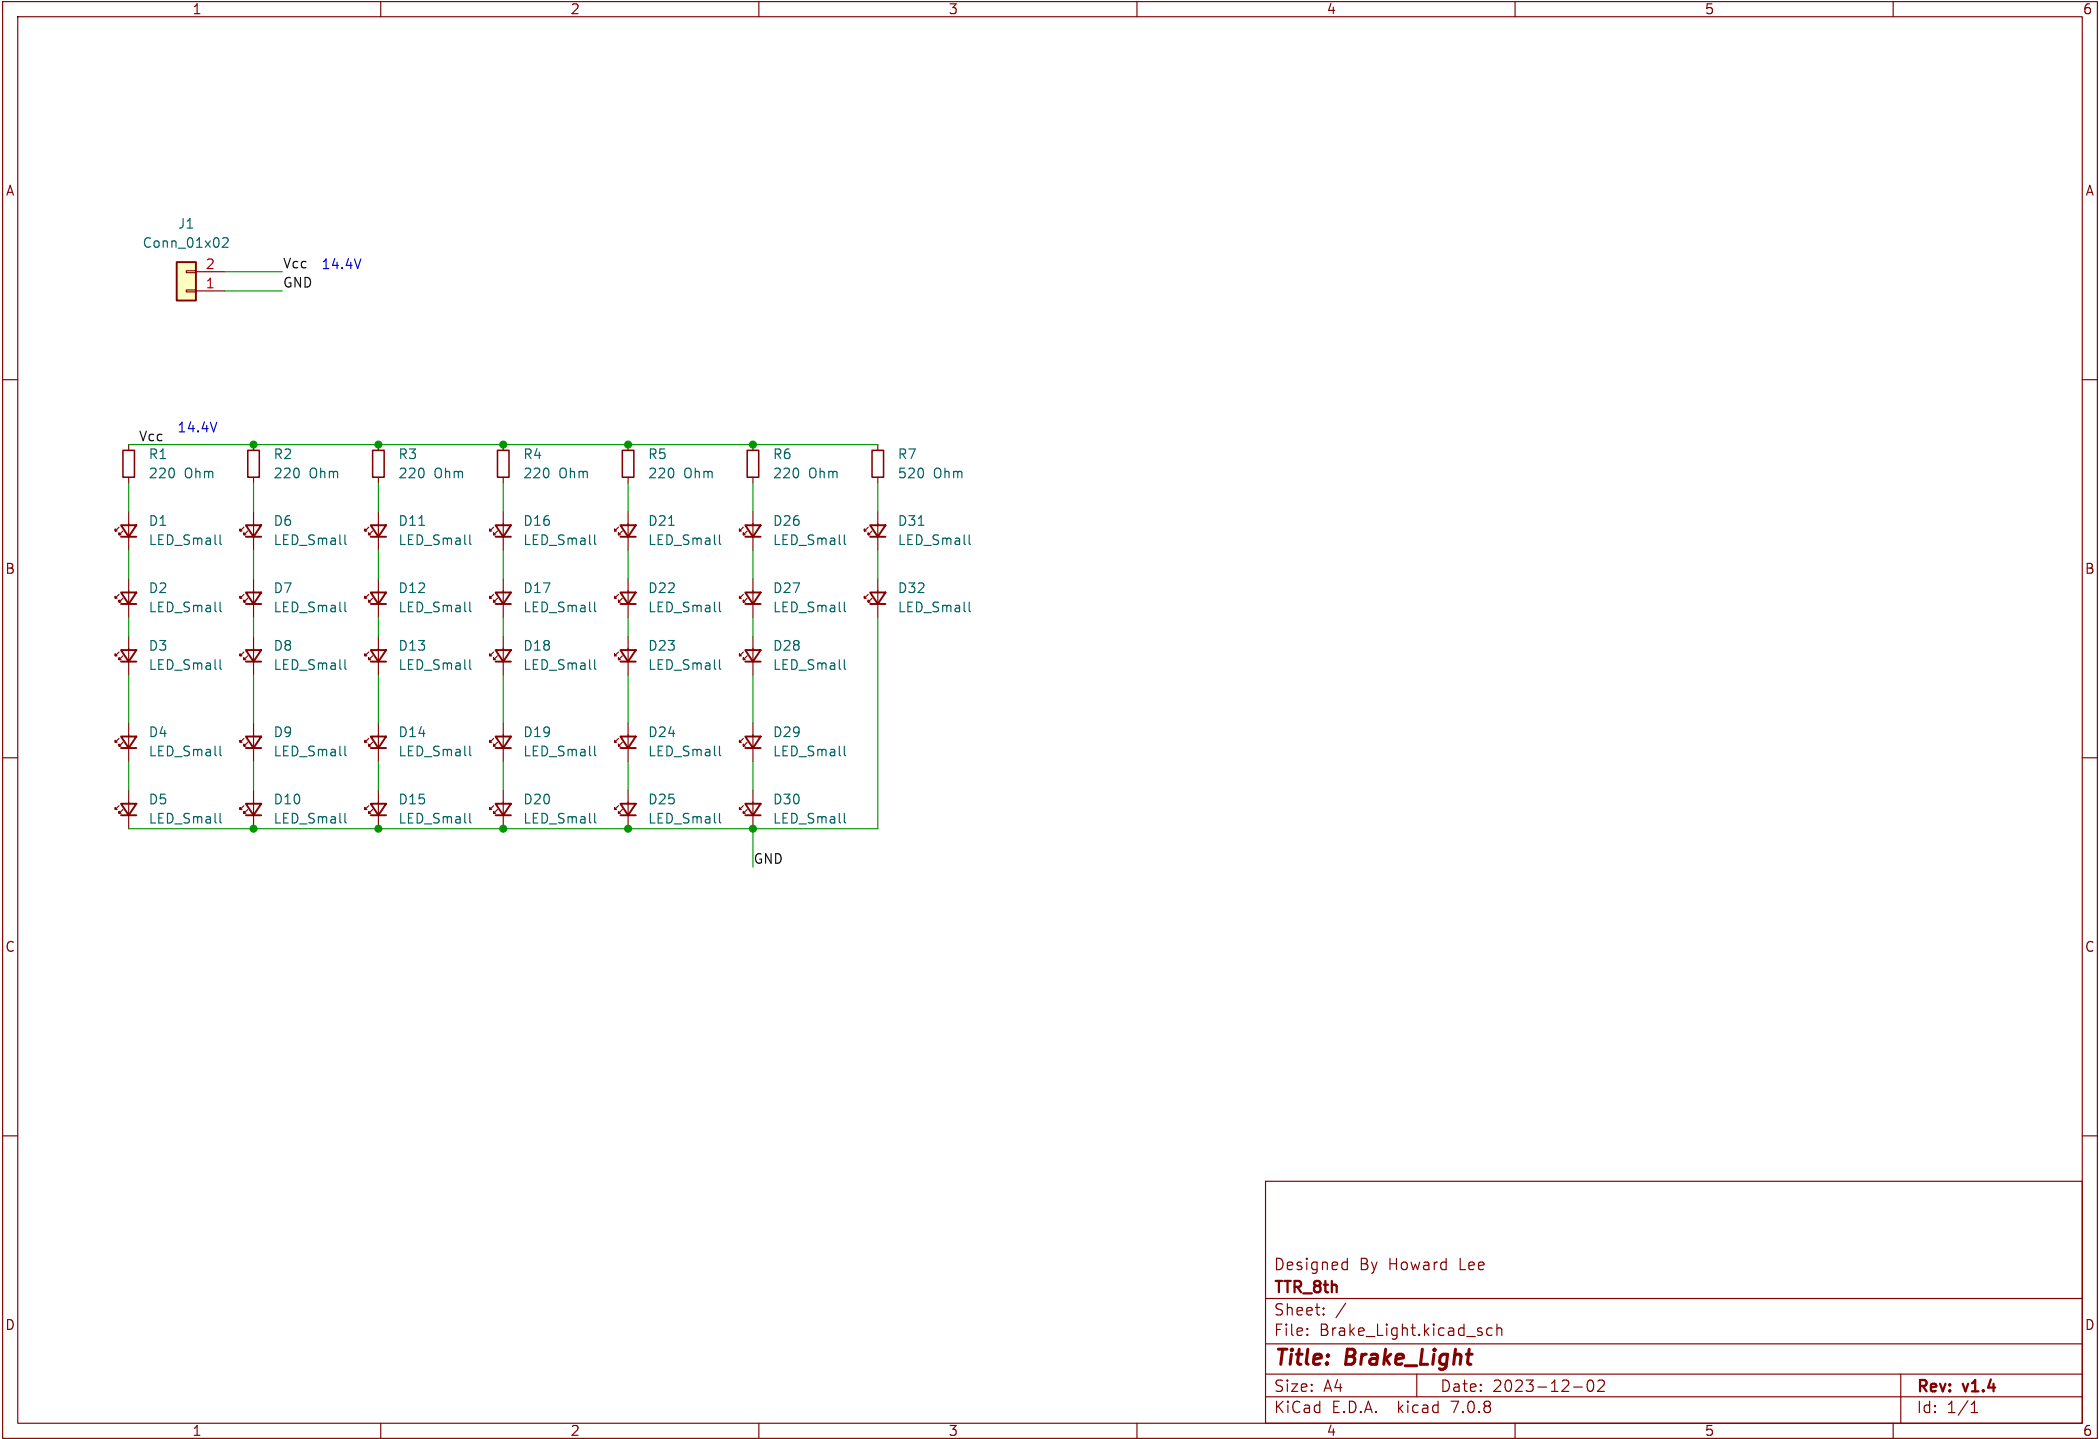 1 2 3 4 5 6
A A
J1
Conn_01x02
2 Vcc 14.4V
1 GND
Vcc 14.4V
R1 R2 R3 R4 R5 R6 R7
220 Ohm 220 Ohm 220 Ohm 220 Ohm 220 Ohm 220 Ohm 520 Ohm
D1 D6 D11 D16 D21 D26 D31
LED_Small LED_Small LED_Small LED_Small LED_Small LED_Small LED_Small
B B
D2 D7 D12 D17 D22 D27 D32
LED_Small LED_Small LED_Small LED_Small LED_Small LED_Small LED_Small
D3 D8 D13 D18 D23 D28
LED_Small LED_Small LED_Small LED_Small LED_Small LED_Small
D4 D9 D14 D19 D24 D29
LED_Small LED_Small LED_Small LED_Small LED_Small LED_Small
D5 D10 D15 D20 D25 D30
LED_Small LED_Small LED_Small LED_Small LED_Small LED_Small
GND
C C
Designed By Howard Lee
TTR_8th
Sheet: /
File: Brake_Light.kicad_sch
D D
Title: Brake_Light
Size: A4 Date: 2023-12-02 Rev: v1.4
KiCad E.D.A. kicad 7.0.8 Id: 1/1
1 2 3 4 5 6